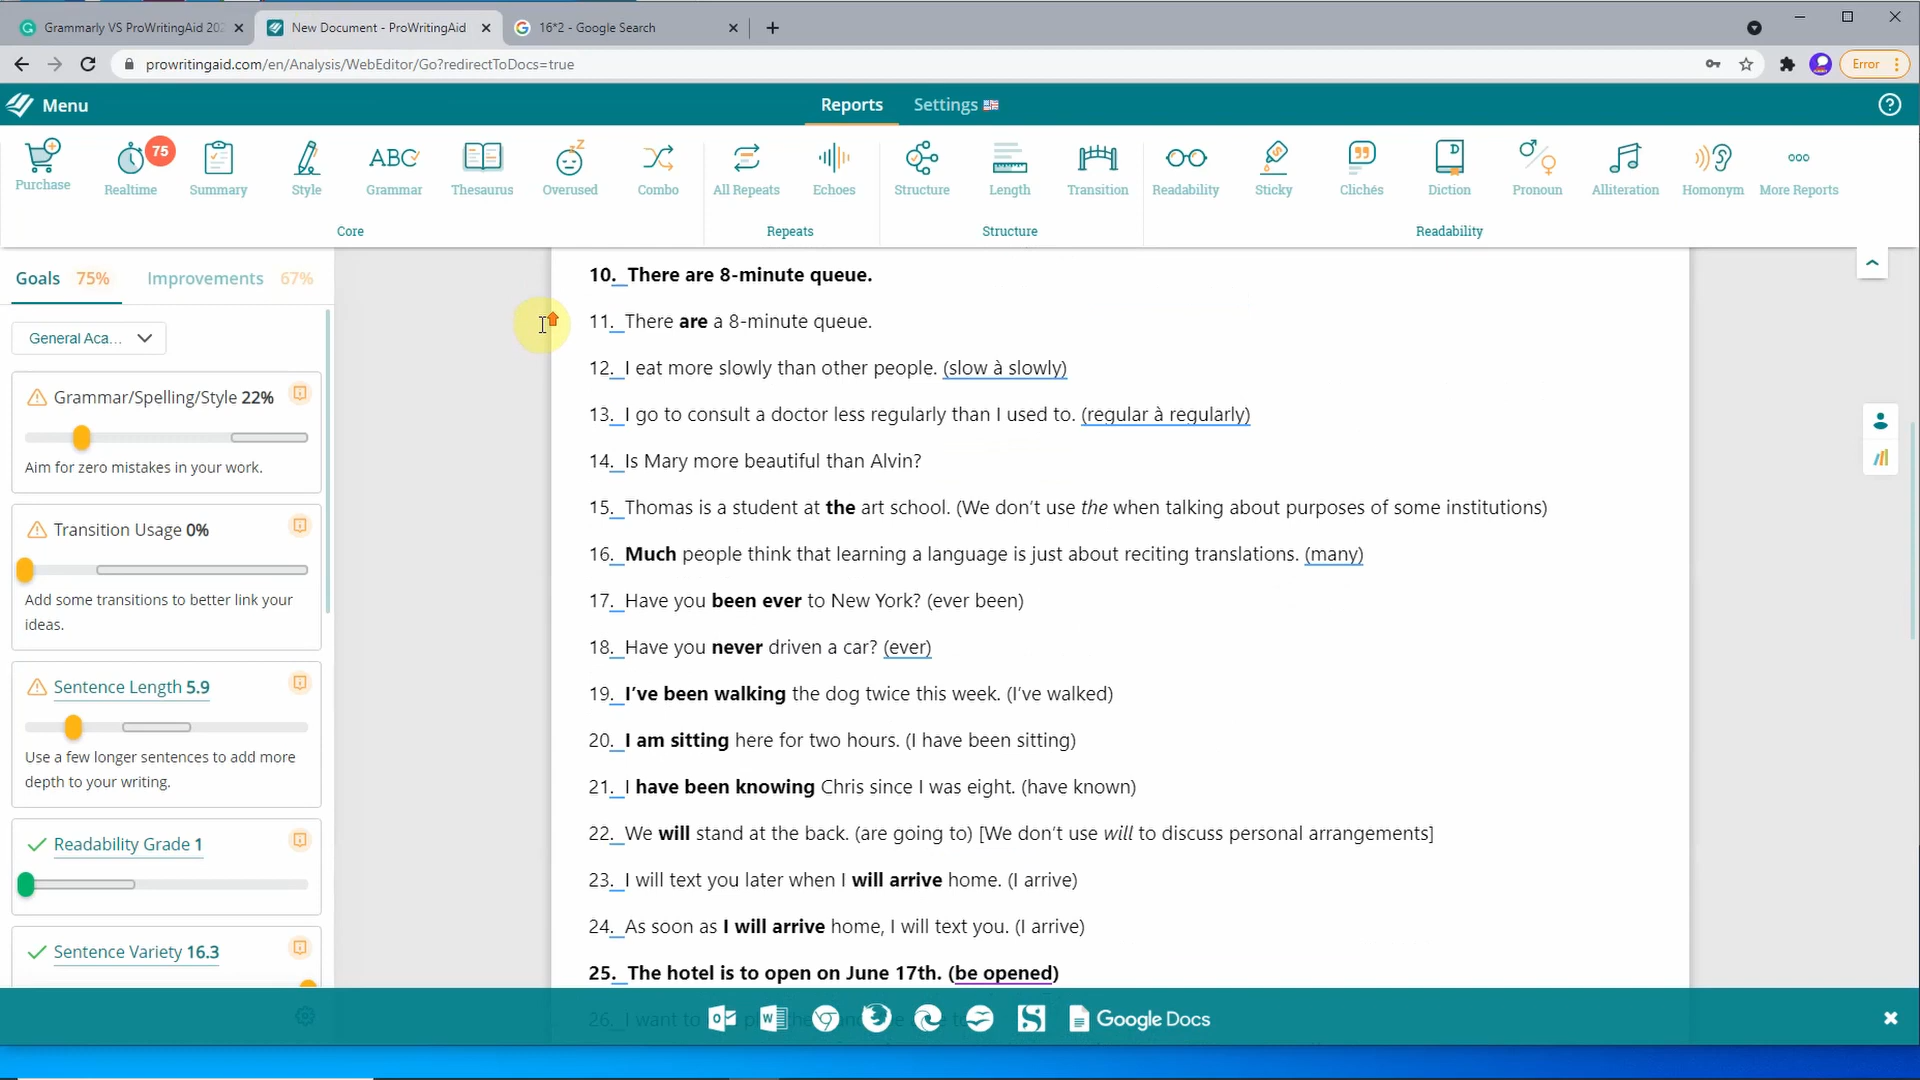 Grammarly VS ProWritingAid 202
New Document - ProWritingAid
16*2 - Google Search
prowritingaid.com/en/Analysis/WebEditor/Go?redirectToDocs=true
Error
Menu
Reports
Settings
Purchase
75
Realtime
Summary
Style
ABC
Grammar
Thesaurus
Overused
Combo
All Repeats
Echoes
Structure
Length
Transition
Readability
Sticky
Clichés
Diction
Pronoun
Alliteration
Homonym
More Reports
Core
Repeats
Structure
Readability
Goals 75%
Improvements 67%
General Aca...
Grammar/Spelling/Style 22%
Aim for zero mistakes in your work.
Transition Usage 0%
Add some transitions to better link your
ideas.
Sentence Length 5.9
Use a few longer sentences to add more
depth to your writing.
Readability Grade 1
Sentence Variety 16.3
10. There are 8-minute queue.
11. There are a 8-minute queue.
12. I eat more slowly than other people. (slow à slowly)
13. I go to consult a doctor less regularly than I used to. (regular à regularly)
14. Is Mary more beautiful than Alvin?
15. Thomas is a student at the art school. (We don’t use the when talking about purposes of some institutions)
16. Much people think that learning a language is just about reciting translations. (many)
17. Have you been ever to New York? (ever been)
18. Have you never driven a car? (ever)
19. I’ve been walking the dog twice this week. (I’ve walked)
20. I am sitting here for two hours. (I have been sitting)
21. I have been knowing Chris since I was eight. (have known)
22. We will stand at the back. (are going to) [We don’t use will to discuss personal arrangements]
23. I will text you later when I will arrive home. (I arrive)
24. As soon as I will arrive home, I will text you. (I arrive)
25. The hotel is to open on June 17th. (be opened)
26. I want to
Google Docs